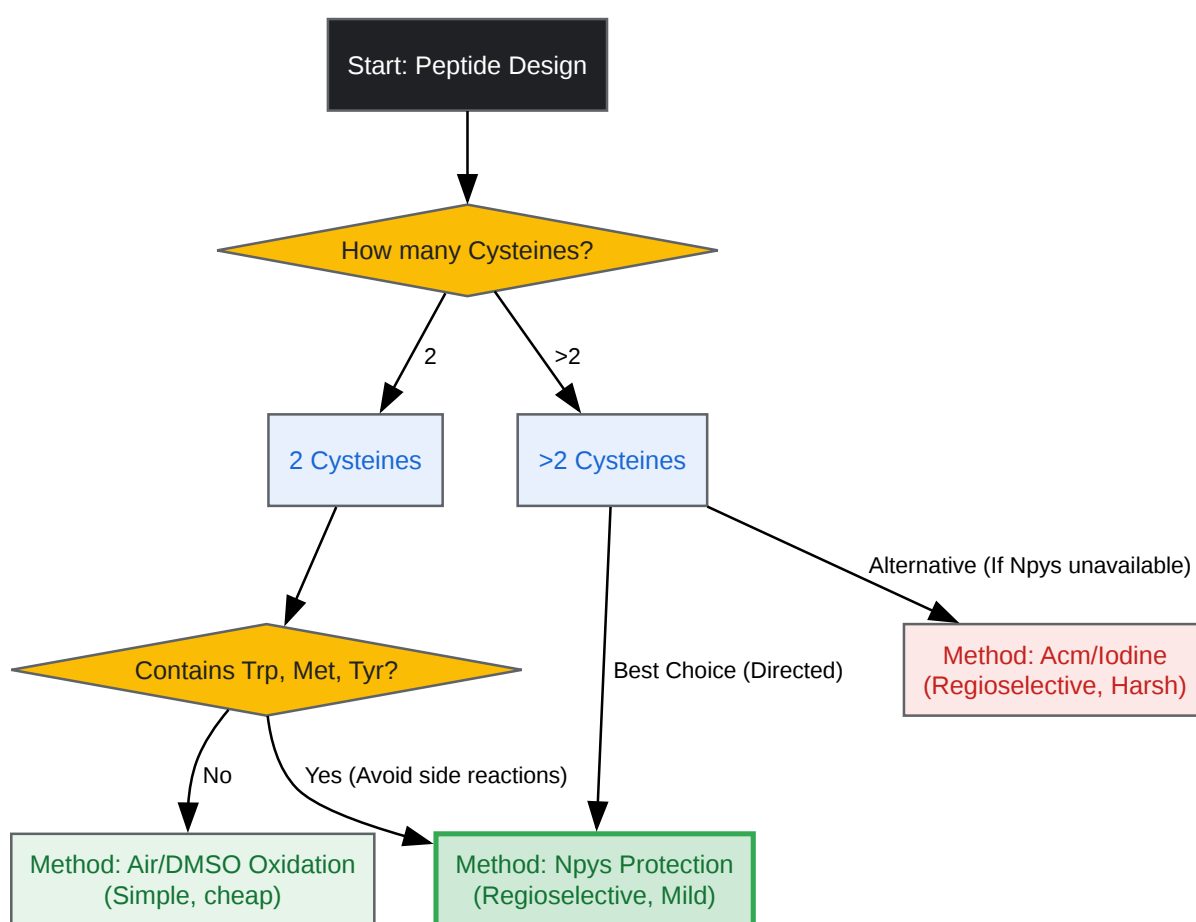 Start: Peptide Design
How many Cysteines?
2
>2
2 Cysteines
>2 Cysteines
Alternative (If Npys unavailable)
Contains Trp, Met, Tyr?
Best Choice (Directed)
Method: Acm/Iodine
(Regioselective, Harsh)
No
Yes (Avoid side reactions)
Method: Air/DMSO Oxidation
(Simple, cheap)
Method: Npys Protection
(Regioselective, Mild)